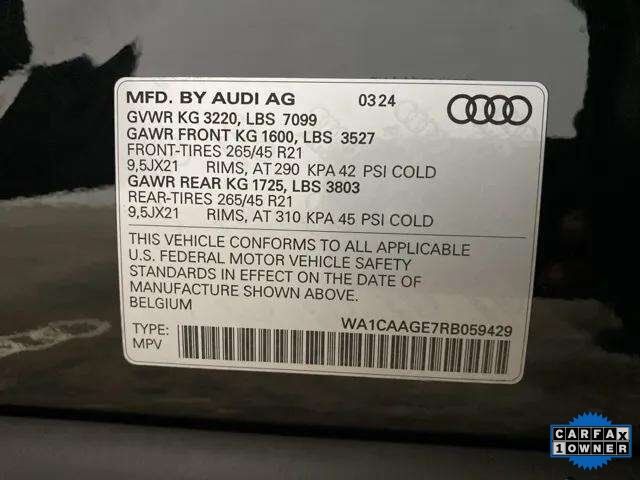 MFD. BY AUDI AG 0324
GVWR KG 3220, LBS 7099
GAWR FRONT KG 1600, LBS 3527
FRONT-TIRES 265/45 R21
9,5JX21 RIMS, AT 290 KPA 42 PSI COLD
GAWR REAR KG 1725, LBS 3803
REAR-TIRES 265/45 R21
9,5JX21 RIMS, AT 310 KPA 45 PSI COLD
THIS VEHICLE CONFORMS TO ALL APPLICABLE
U.S. FEDERAL MOTOR VEHICLE SAFETY
STANDARDS IN EFFECT ON THE DATE OF
MANUFACTURE SHOWN ABOVE.
BELGIUM
WA1CAAGE7RB059429
TYPE:
MPV
CARFAX
1 OWNER